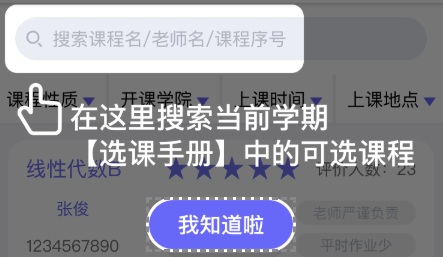 搜索课程名/老师名/课程序号
课程性质 开课学院 上课时间 上课地点
在这里搜索当前学期
【选课手册】中的可选课程
线性代数B 评价人数：23
张俊 老师严谨负责
我知道啦
1234567890 平时作业少